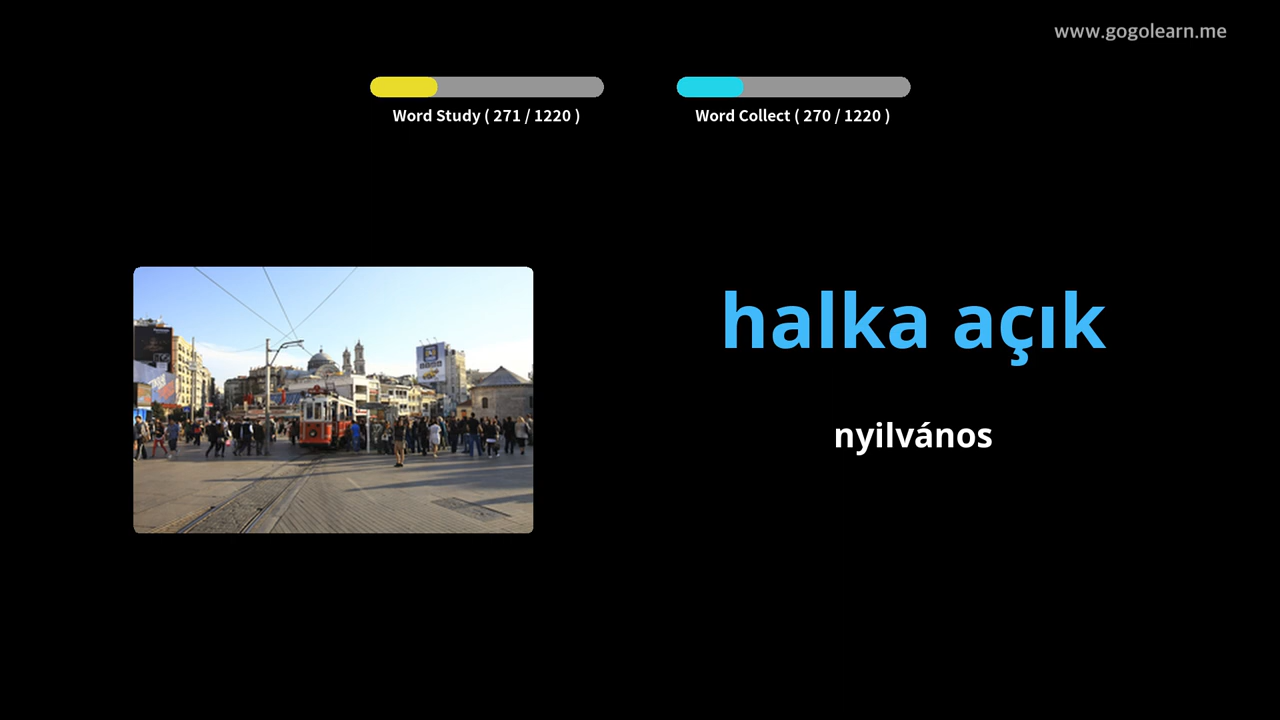 www.gogolearn.me
Word Study ( 271 / 1220 )
Word Collect ( 270 / 1220 )
halka açık
nyilvános